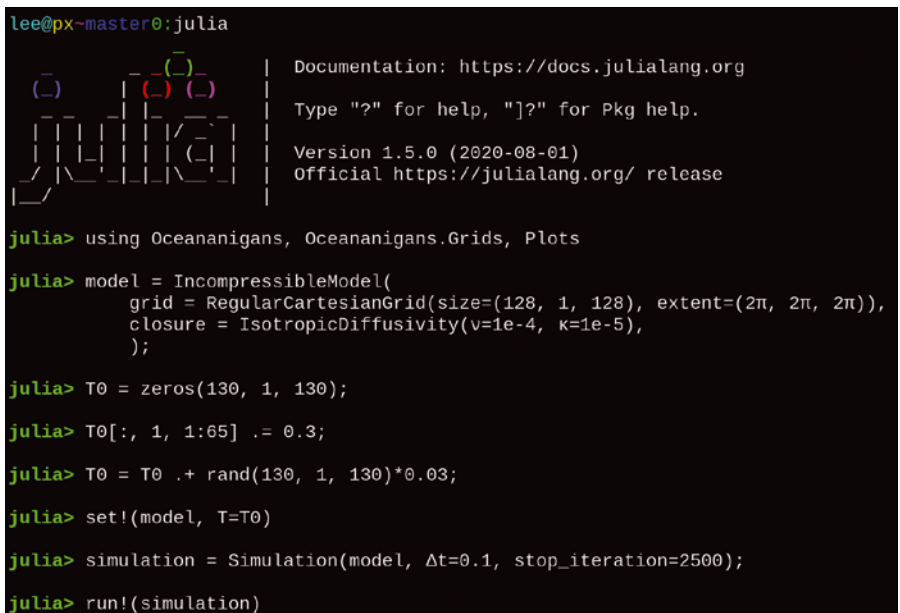 lee@px~master0:julia
Documentation: https://docs.julialang.org
Type "?" for help, "]?" for Pkg help.
Version 1.5.0 (2020-08-01)
Official https://julialang.org/ release
julia> using Oceananigans, Oceananigans.Grids, Plots
julia> model = IncompressibleModel(
grid = RegularCartesianGrid(size=(128, 1, 128), extent=(2π, 2π, 2π)),
closure = IsotropicDiffusivity(ν=1e-4, κ=1e-5),
);
julia> T0 = zeros(130, 1, 130);
julia> T0[:, 1, 1:65] .= 0.3;
julia> T0 = T0 .+ rand(130, 1, 130)*0.03;
julia> set!(model, T=T0)
julia> simulation = Simulation(model, Δt=0.1, stop_iteration=2500);
julia> run!(simulation)